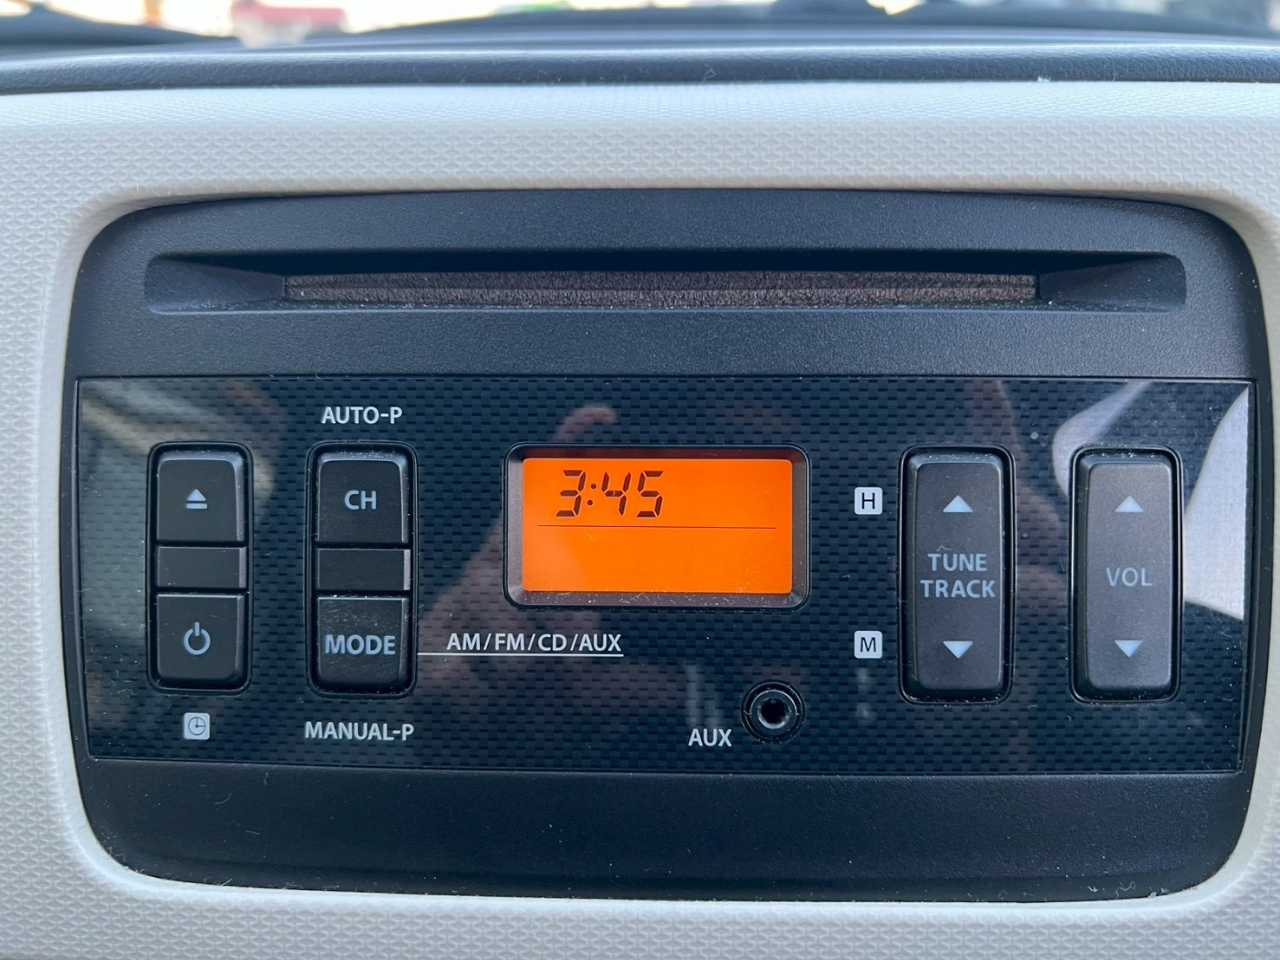 AUTO-P
CH
3:45
H
TUNE
TRACK
VOL
MODE
AM/FM/CD/AUX
M
MANUAL-P
AUX